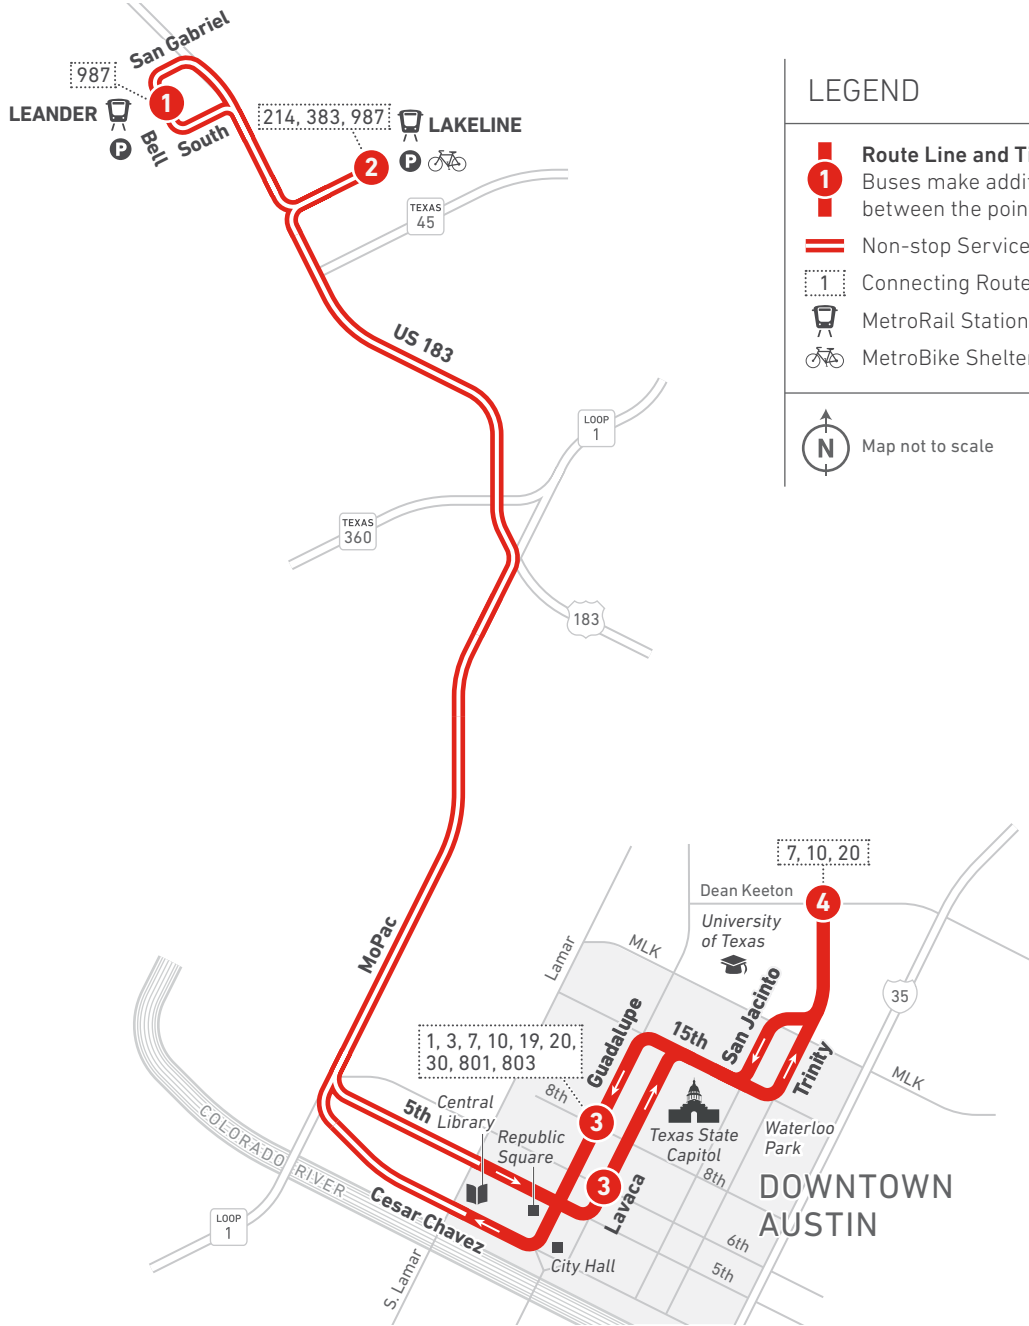 San Gabriel
987
LEANDER
1
P
Bell
South
214, 383, 987
LAKELINE
2
P
TEXAS
45
US 183
LOOP
1
TEXAS
360
183
LEGEND
1
Route Line and
Buses make
between the
Non-stop Service
1
Connecting Route
MetroRail Station
MetroBike Shelter
N
Map not to scale
7, 10, 20
Dean Keeton
4
University
of Texas
MLK
Lamar
MoPac
35
San Jacinto
Guadalupe
15th
Trinity
MLK
1, 3, 7, 10, 19, 20,
30, 801, 803
8th
5th
Central
Library
3
Republic
Square
Texas State
Capitol
Waterloo
Park
8th
3
Lavaca
DOWNTOWN
AUSTIN
COLORADO RIVER
Cesar Chavez
LOOP
1
6th
5th
City Hall
S. Lamar